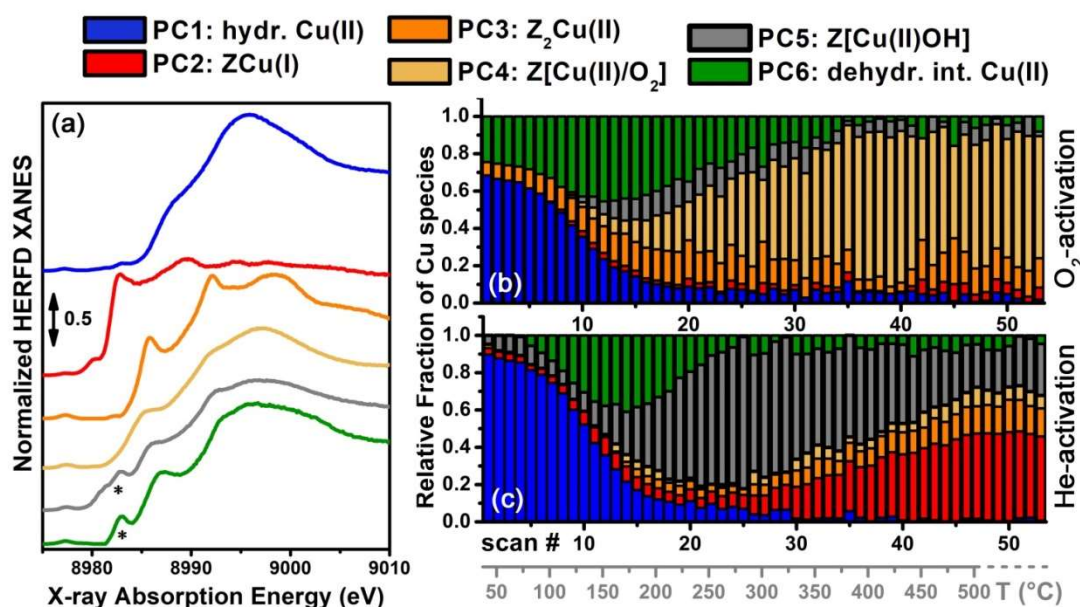 PC1: hydr. Cu(II)
PC2: ZCu(I)
PC3: Z₂Cu(II)
PC4: Z[Cu(II)/O₂]
PC5: Z[Cu(II)OH]
PC6: dehydr. int. Cu(II)
Normalized HERFD XANES
(a)
0.5
*
*
8980 8990 9000 9010
X-ray Absorption Energy (eV)
Relative Fraction of Cu species
1.0
0.8
0.6
0.4
0.2
0.0
(b)
10 20 30 40 50
O₂-activation
1.0
0.8
0.6
0.4
0.2
0.0
(c)
He-activation
scan # 10 20 30 40 50
50 100 150 200 250 300 350 400 450 500 T (°C)